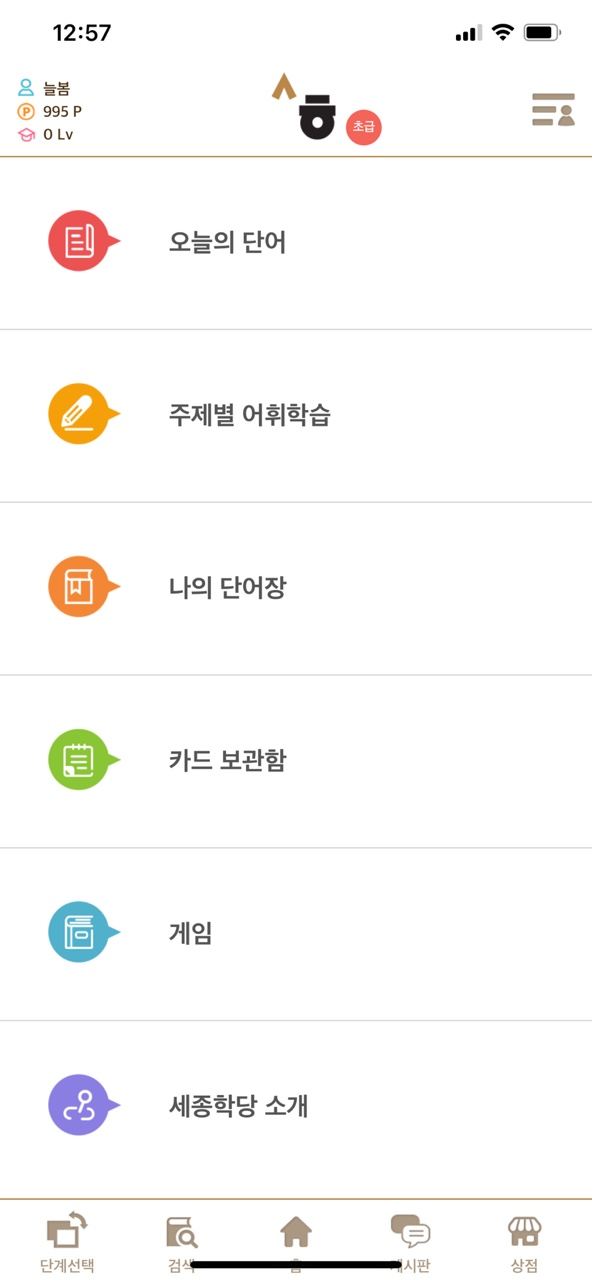 12:57
늘봄
995 P
0 Lv
초급
오늘의 단어
주제별 어휘학습
나의 단어장
카드 보관함
게임
세종학당 소개
단계선택
검색
홈
게시판
상점